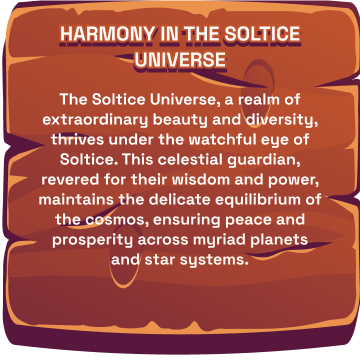 HARMONY IN THE SOLTICE
UNIVERSE
The Soltice Universe, a realm of
extraordinary beauty and diversity,
thrives under the watchful eye of
Soltice. This celestial guardian,
revered for their wisdom and power,
maintains the delicate equilibrium of
the cosmos, ensuring peace and
prosperity across myriad planets
and star systems.